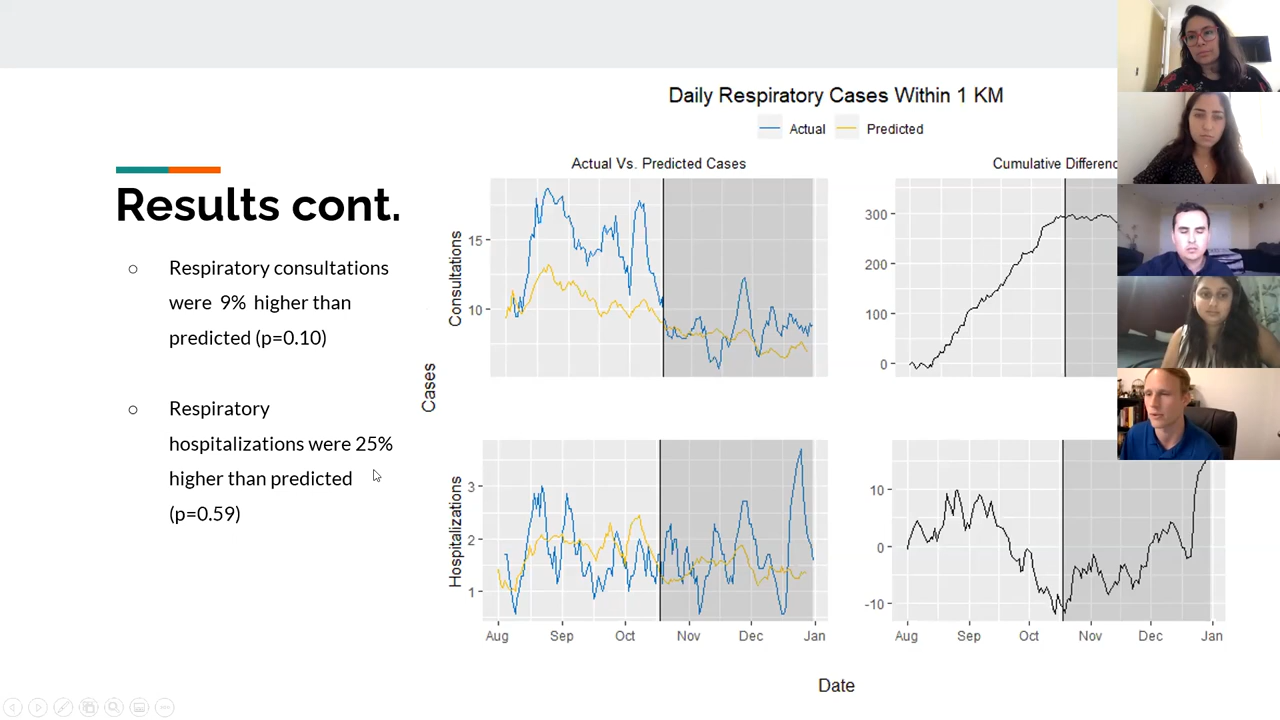 Daily Respiratory Cases Within 1 KM
Actual Predicted
Actual Vs. Predicted Cases
Results cont.
○ Respiratory consultations
were 9% higher than
predicted (p=0.10)
○ Respiratory
hospitalizations were 25%
higher than predicted
(p=0.59)
Cases
Consultations
15
10
Hospitalizations
3
2
1
Aug Sep Oct Nov Dec Jan
Cumulative
300
200
100
0
10
0
-10
Aug Sep Oct Nov Dec Jan
Date